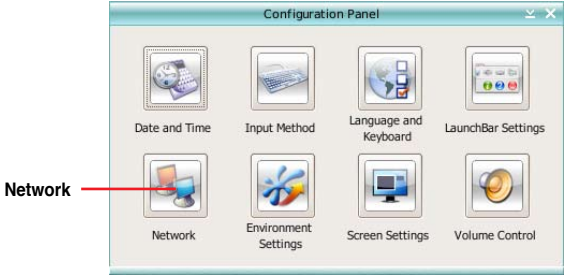 Configuration Panel
Date and Time
Input Method
Language and
Keyboard
LaunchBar Settings
Network
Network
Environment
Settings
Screen Settings
Volume Control